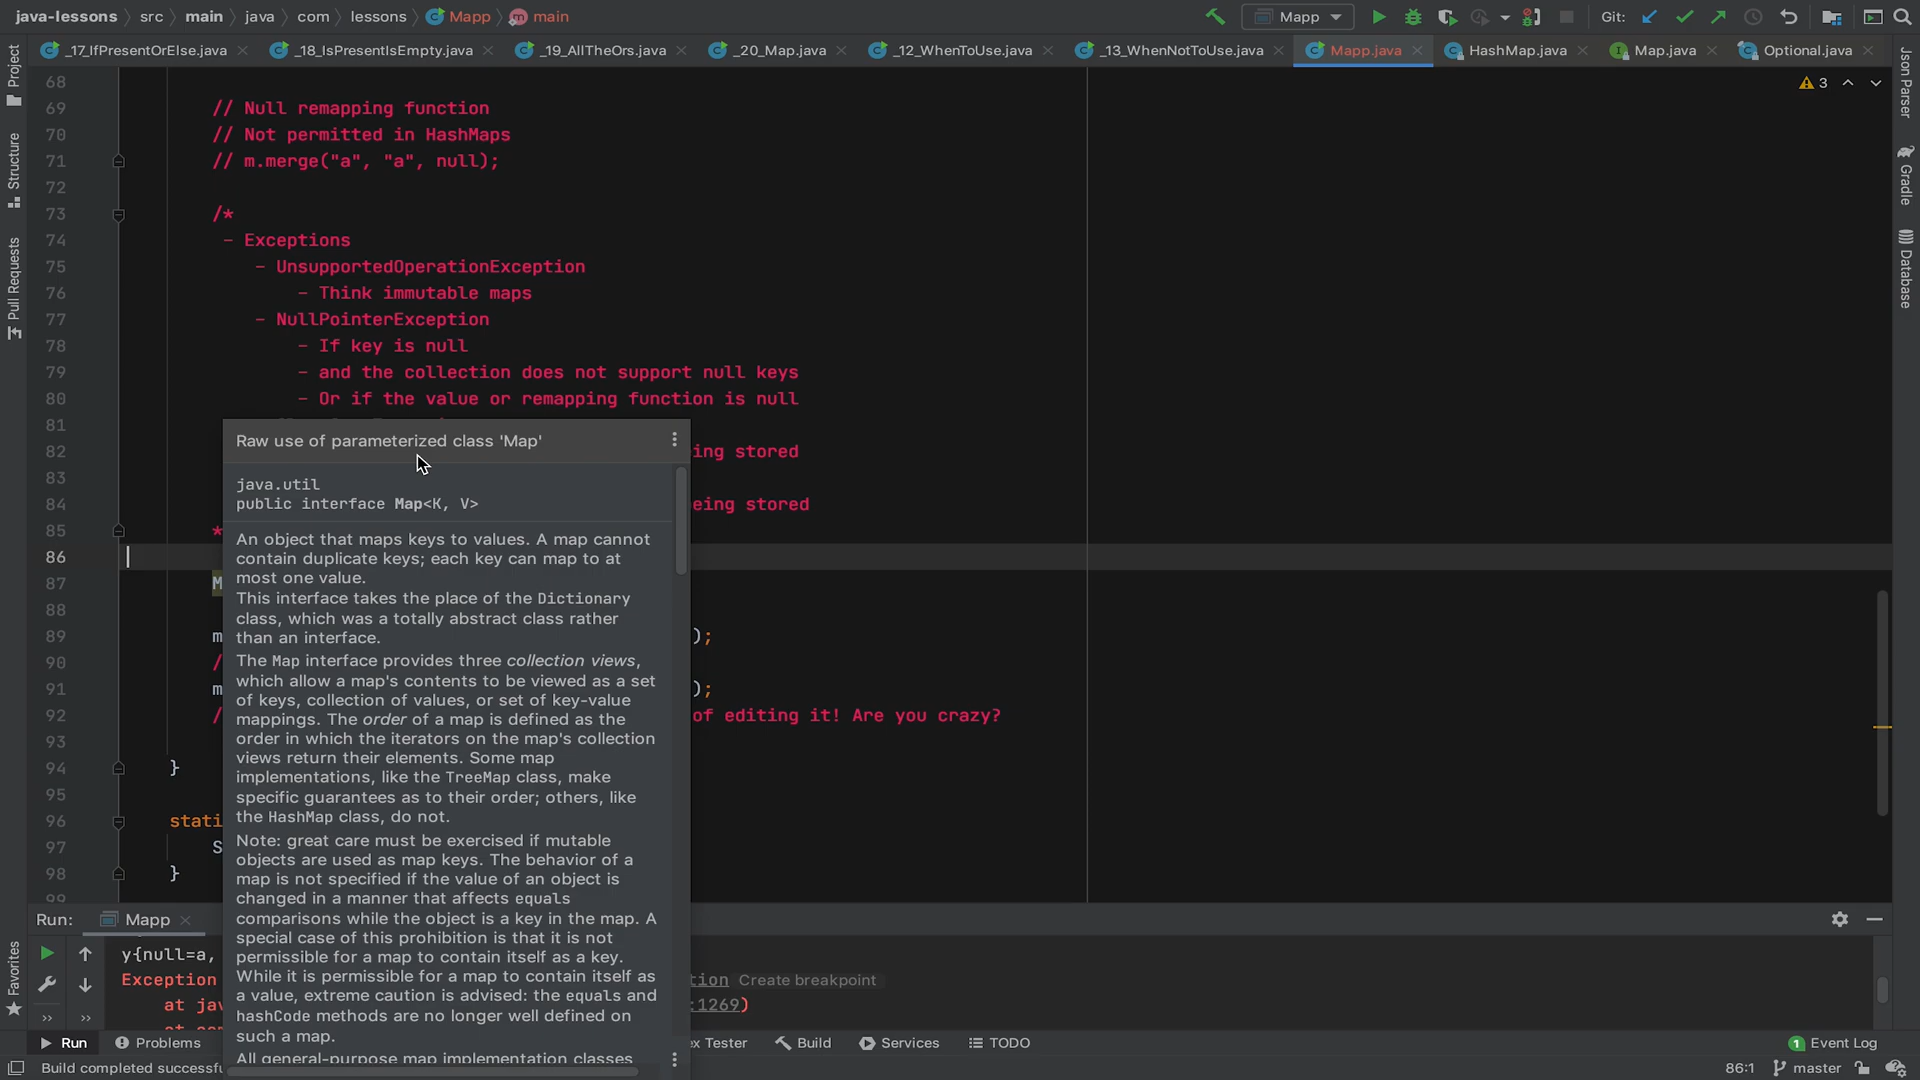 java-lessons src main java com lessons Mapp main Mapp Git:
_17_IfPresentOrElse.java _18_IsPresentIsEmpty.java _19_AllTheOrs.java _20_Map.java _12_WhenToUse.java _13_WhenNotToUse.java Mapp.java HashMap.java Map.java Optional.java
Project
Structure
Pull Requests
Favorites
Json Parser
Gradle
Database
3
68
69 // Null remapping function
70 // Not permitted in HashMaps
71 // m.merge("a", "a", null);
72
73 /*
74 - Exceptions
75 - UnsupportedOperationException
76 - Think immutable maps
77 - NullPointerException
78 - If key is null
79 - and the collection does not support null keys
80 - Or if the value or remapping function is null
81
82 ing stored
83
84 eing stored
85 *
86
87 M
88
89 m );
90 /
91 m );
92 / of editing it! Are you crazy?
93
94 }
95
96 stati
97 S
98 }
99
Raw use of parameterized class 'Map'
java.util
public interface Map<K, V>
An object that maps keys to values. A map cannot
contain duplicate keys; each key can map to at
most one value.
This interface takes the place of the Dictionary
class, which was a totally abstract class rather
than an interface.
The Map interface provides three collection views,
which allow a map's contents to be viewed as a set
of keys, collection of values, or set of key-value
mappings. The order of a map is defined as the
order in which the iterators on the map's collection
views return their elements. Some map
implementations, like the TreeMap class, make
specific guarantees as to their order; others, like
the HashMap class, do not.
Note: great care must be exercised if mutable
objects are used as map keys. The behavior of a
map is not specified if the value of an object is
changed in a manner that affects equals
comparisons while the object is a key in the map. A
special case of this prohibition is that it is not
permissible for a map to contain itself as a key.
While it is permissible for a map to contain itself as
a value, extreme caution is advised: the equals and
hashCode methods are no longer well defined on
such a map.
All general-purpose map implementation classes
Run: Mapp
y{null=a,
Exception tion Create breakpoint
at jav :1269)
Run Problems ex Tester Build Services TODO 1 Event Log
Build completed successfu 86:1 master